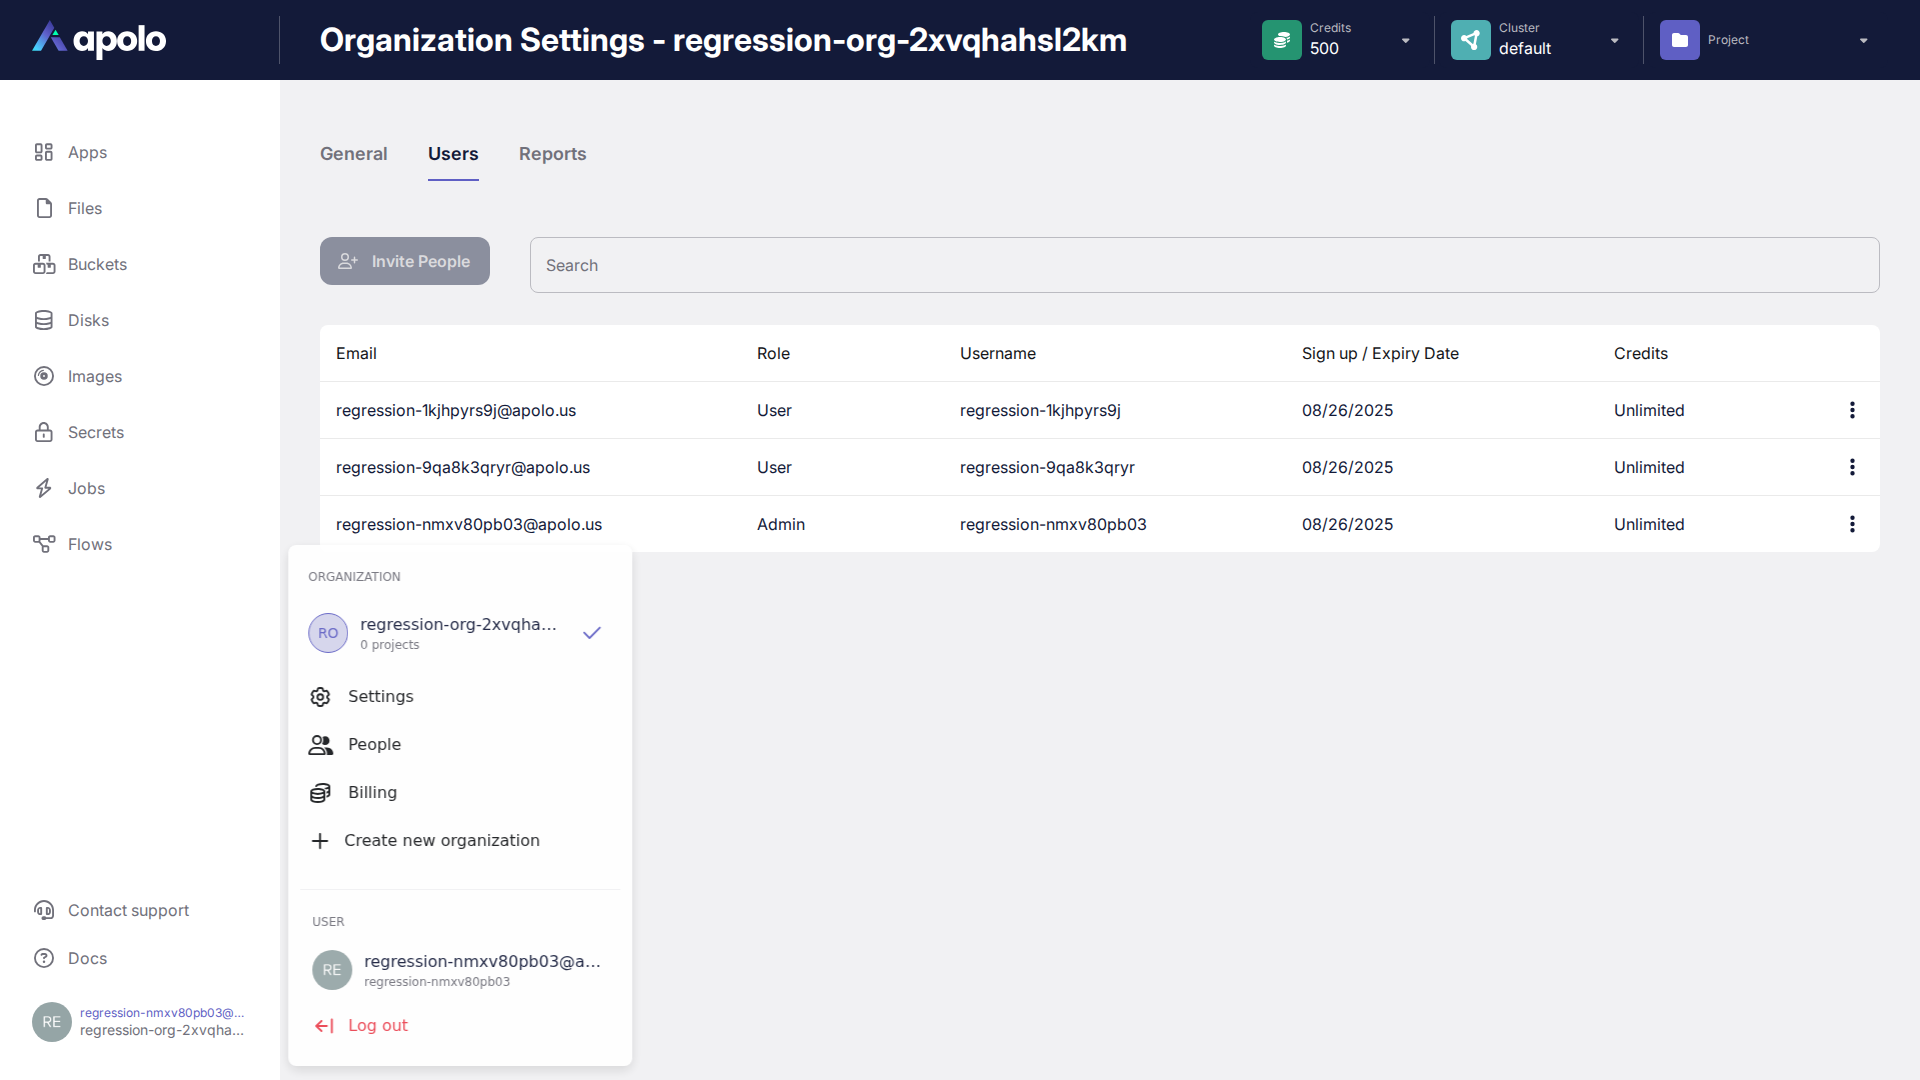 apolo
Organization Settings - regression-org-2xvqhahsl2km
Credits
500
Cluster
default
Project
Apps
Files
Buckets
Disks
Images
Secrets
Jobs
Flows
General
Users
Reports
Invite People
Search
Email Role Username Sign up / Expiry Date Credits
regression-1kjhpyrs9j@apolo.us User regression-1kjhpyrs9j 08/26/2025 Unlimited
regression-9qa8k3qryr@apolo.us User regression-9qa8k3qryr 08/26/2025 Unlimited
regression-nmxv80pb03@apolo.us Admin regression-nmxv80pb03 08/26/2025 Unlimited
ORGANIZATION
RO
regression-org-2xvqha...
0 projects
Settings
People
Billing
Create new organization
USER
RE
regression-nmxv80pb03@a...
regression-nmxv80pb03
Log out
Contact support
Docs
RE
regression-nmxv80pb03@...
regression-org-2xvqha...